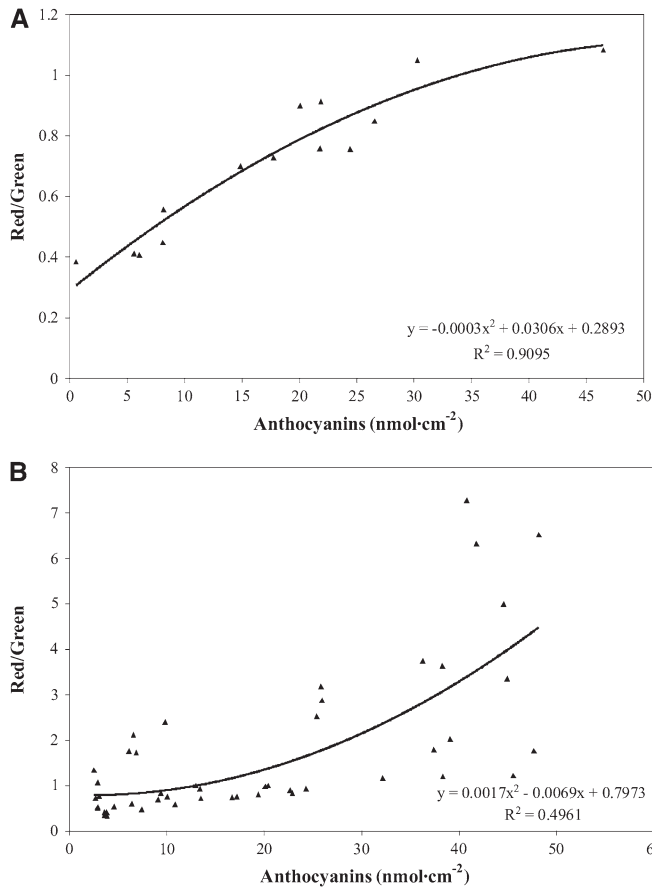 A
1.2
1
0.8
0.6
0.4
0.2
0
Red/Green
y = -0.0003x² + 0.0306x + 0.2893
R² = 0.9095
0 5 10 15 20 25 30 35 40 45 50
Anthocyanins (nmol·cm⁻²)
B
8
7
6
5
4
3
2
1
0
Red/Green
y = 0.0017x² - 0.0069x + 0.7973
R² = 0.4961
0 10 20 30 40 50 6
Anthocyanins (nmol·cm⁻²)